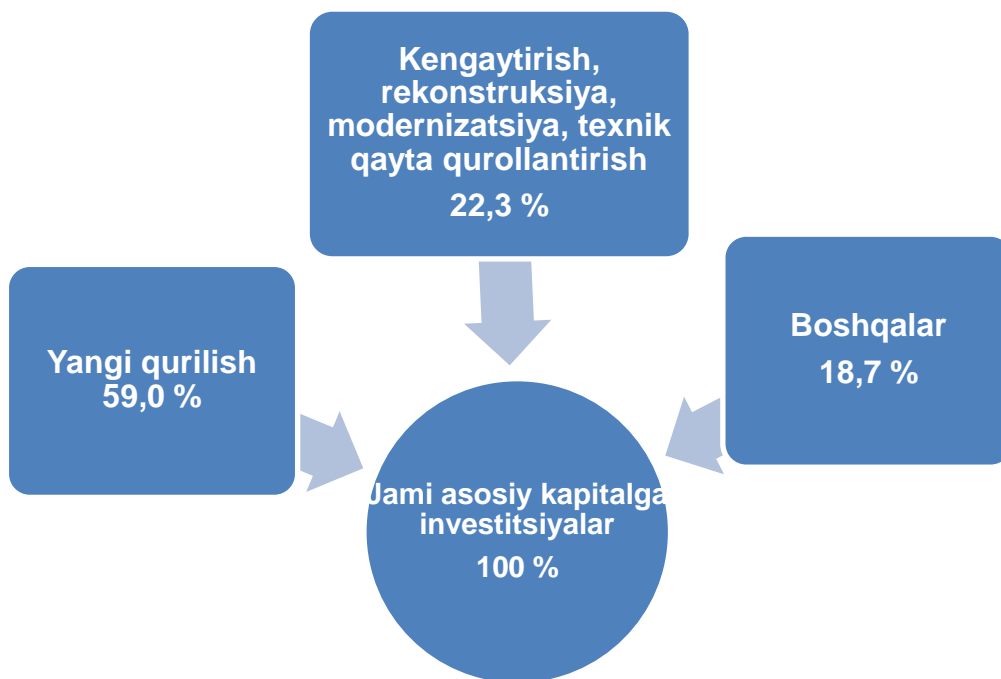 Kengaytirish,
rekonstruksiya,
modernizatsiya, texnik
qayta qurollantirish
22,3 %
Yangi qurilish
59,0 %
Boshqalar
18,7 %
Jami asosiy kapitalga
investitsiyalar
100 %